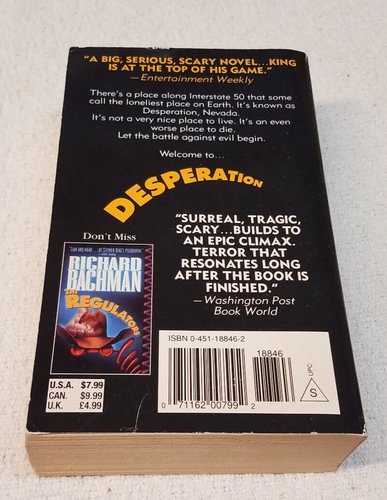 "A BIG, SERIOUS, SCARY NOVEL...KING
IS AT THE TOP OF HIS GAME."
—Entertainment Weekly
There's a place along Interstate 50 that some
call the loneliest place on Earth. It's known as
Desperation, Nevada.
It's not a very nice place to live. It's an even
worse place to die.
Let the battle against evil begin.
Welcome to...
DESPERATION
"SURREAL, TRAGIC,
SCARY...BUILDS TO
AN EPIC CLIMAX.
TERROR THAT
RESONATES LONG
AFTER THE BOOK IS
FINISHED."
—Washington Post
Book World
Don't Miss
RICHARD
BACHMAN
THE
REGULATORS
U.S.A. $7.99
CAN. $9.99
U.K. £4.99
ISBN 0-451-18846-2
18846
0 71162 00799 2
UPC
S